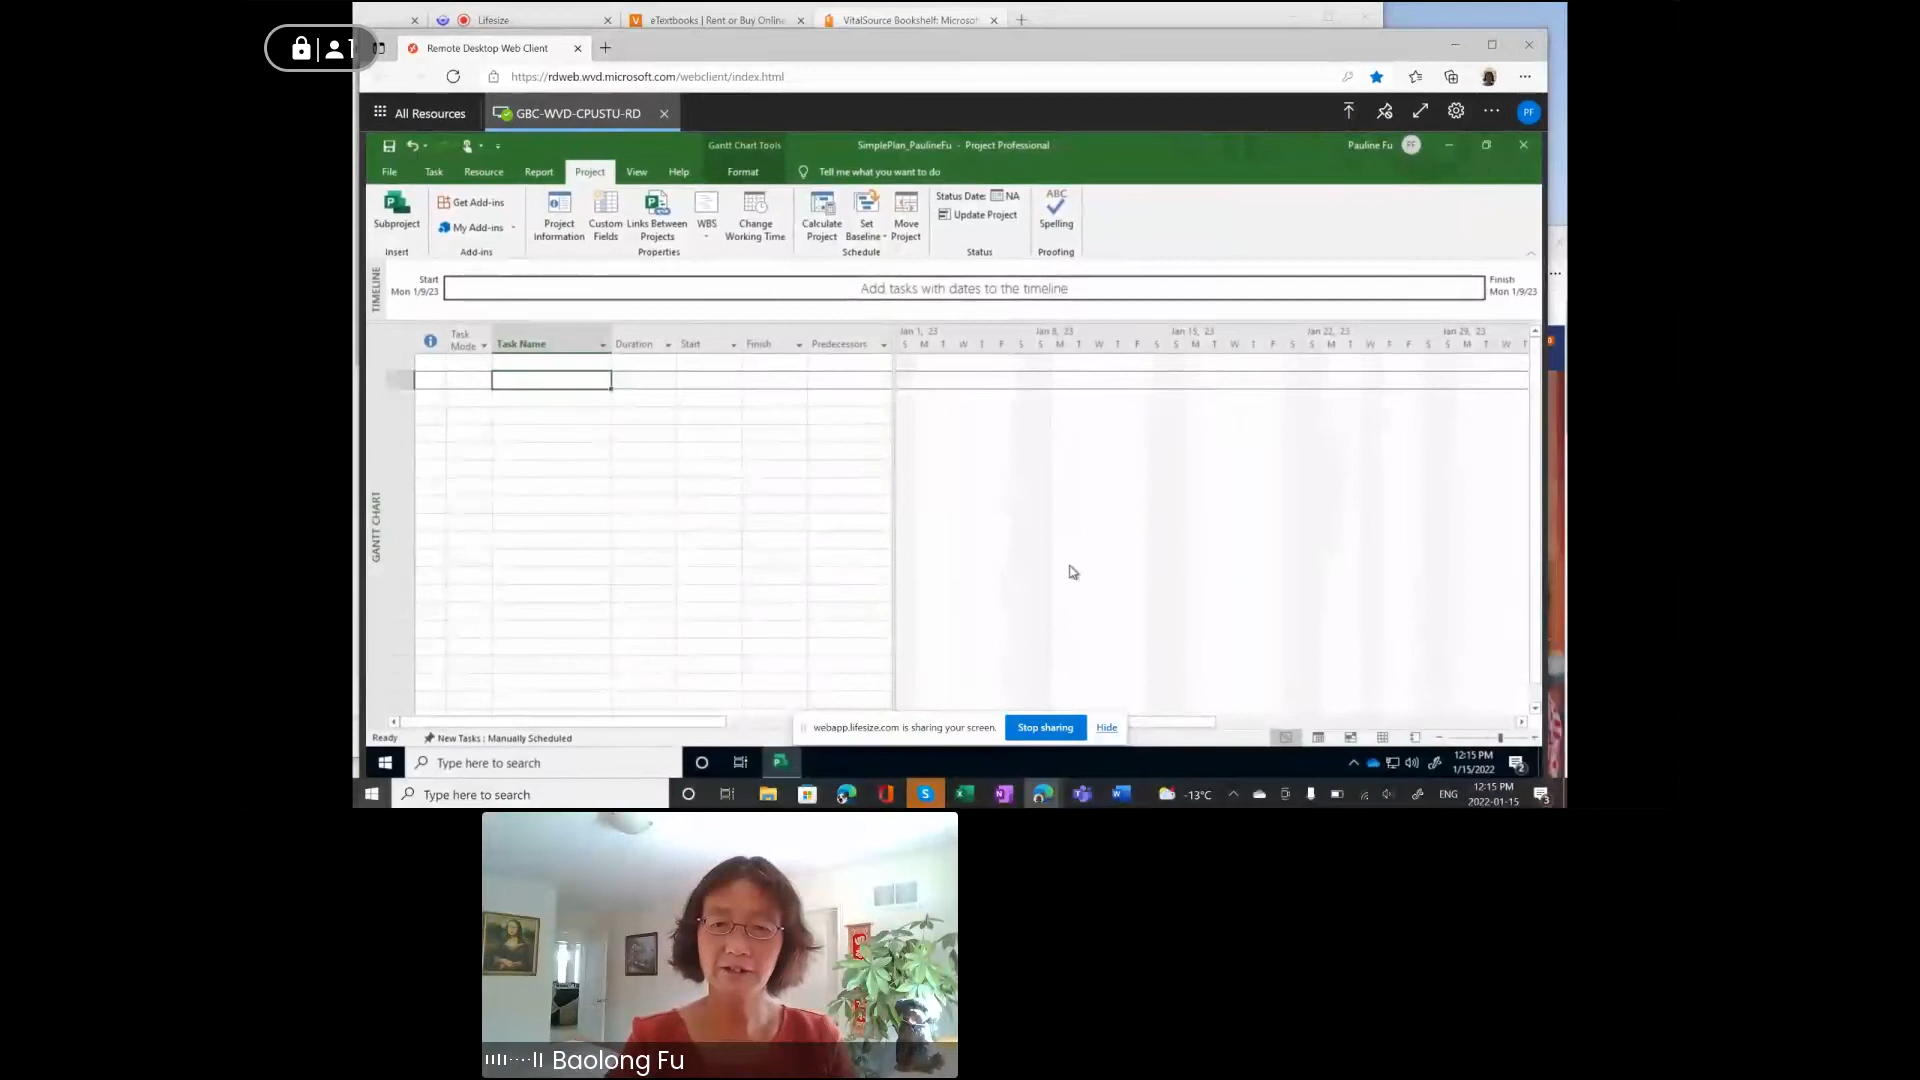 Lifesize
eTextbooks | Rent or Buy Online
VitalSource Bookshelf: Microsof
1
Remote Desktop Web Client
https://rdweb.wvd.microsoft.com/webclient/index.html
All Resources
GBC-WVD-CPUSTU-RD
PF
Gantt Chart Tools
SimplePlan_PaulineFu - Project Professional
Pauline Fu
PF
File Task Resource Report Project View Help Format Tell me what you want to do
Subproject
Get Add-ins
My Add-ins
Project Information
Custom Fields
Links Between Projects
WBS
Change Working Time
Calculate Project
Set Baseline
Move Project
Status Date: NA
Update Project
ABC
Spelling
Insert Add-ins Properties Schedule Status Proofing
TIMELINE
Start
Mon 1/9/23
Add tasks with dates to the timeline
Finish
Mon 1/9/23
Task Mode Task Name Duration Start Finish Predecessors
Jan 1, 23 Jan 8, 23 Jan 15, 23 Jan 22, 23 Jan 29, 23
S M T W T F S S M T W T F S S M T W T F S S M T W T F S S M T W T
GANTT CHART
webapp.lifesize.com is sharing your screen.
Stop sharing
Hide
Ready
New Tasks : Manually Scheduled
Type here to search
12:15 PM
1/15/2022
2
Type here to search
-13°C
ENG
12:15 PM
2022-01-15
3
Baolong Fu